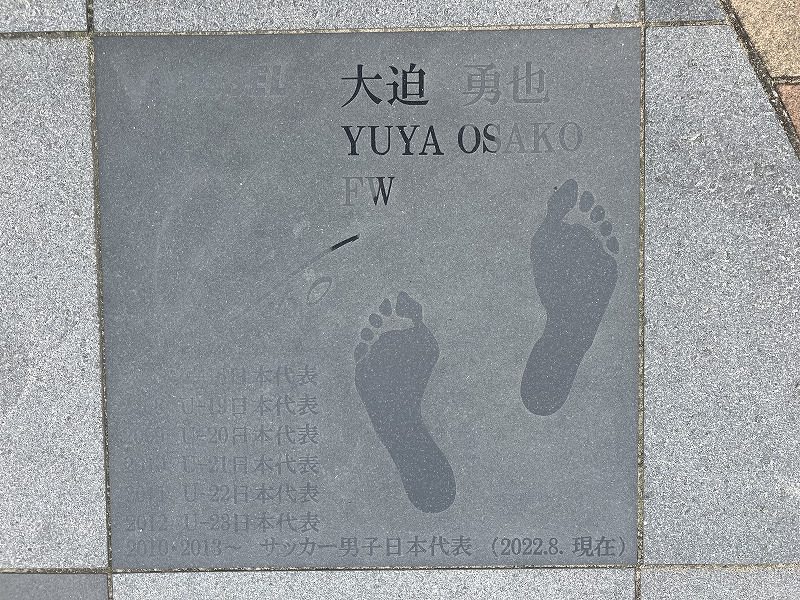 大迫 勇也
YUYA OSAKO
FW
日本代表
U-19日本代表
2009 U-20日本代表
2010 U-21日本代表
2011 U-22日本代表
2012 U-23日本代表
2010・2013～ サッカー男子日本代表 (2022.8. 現在)